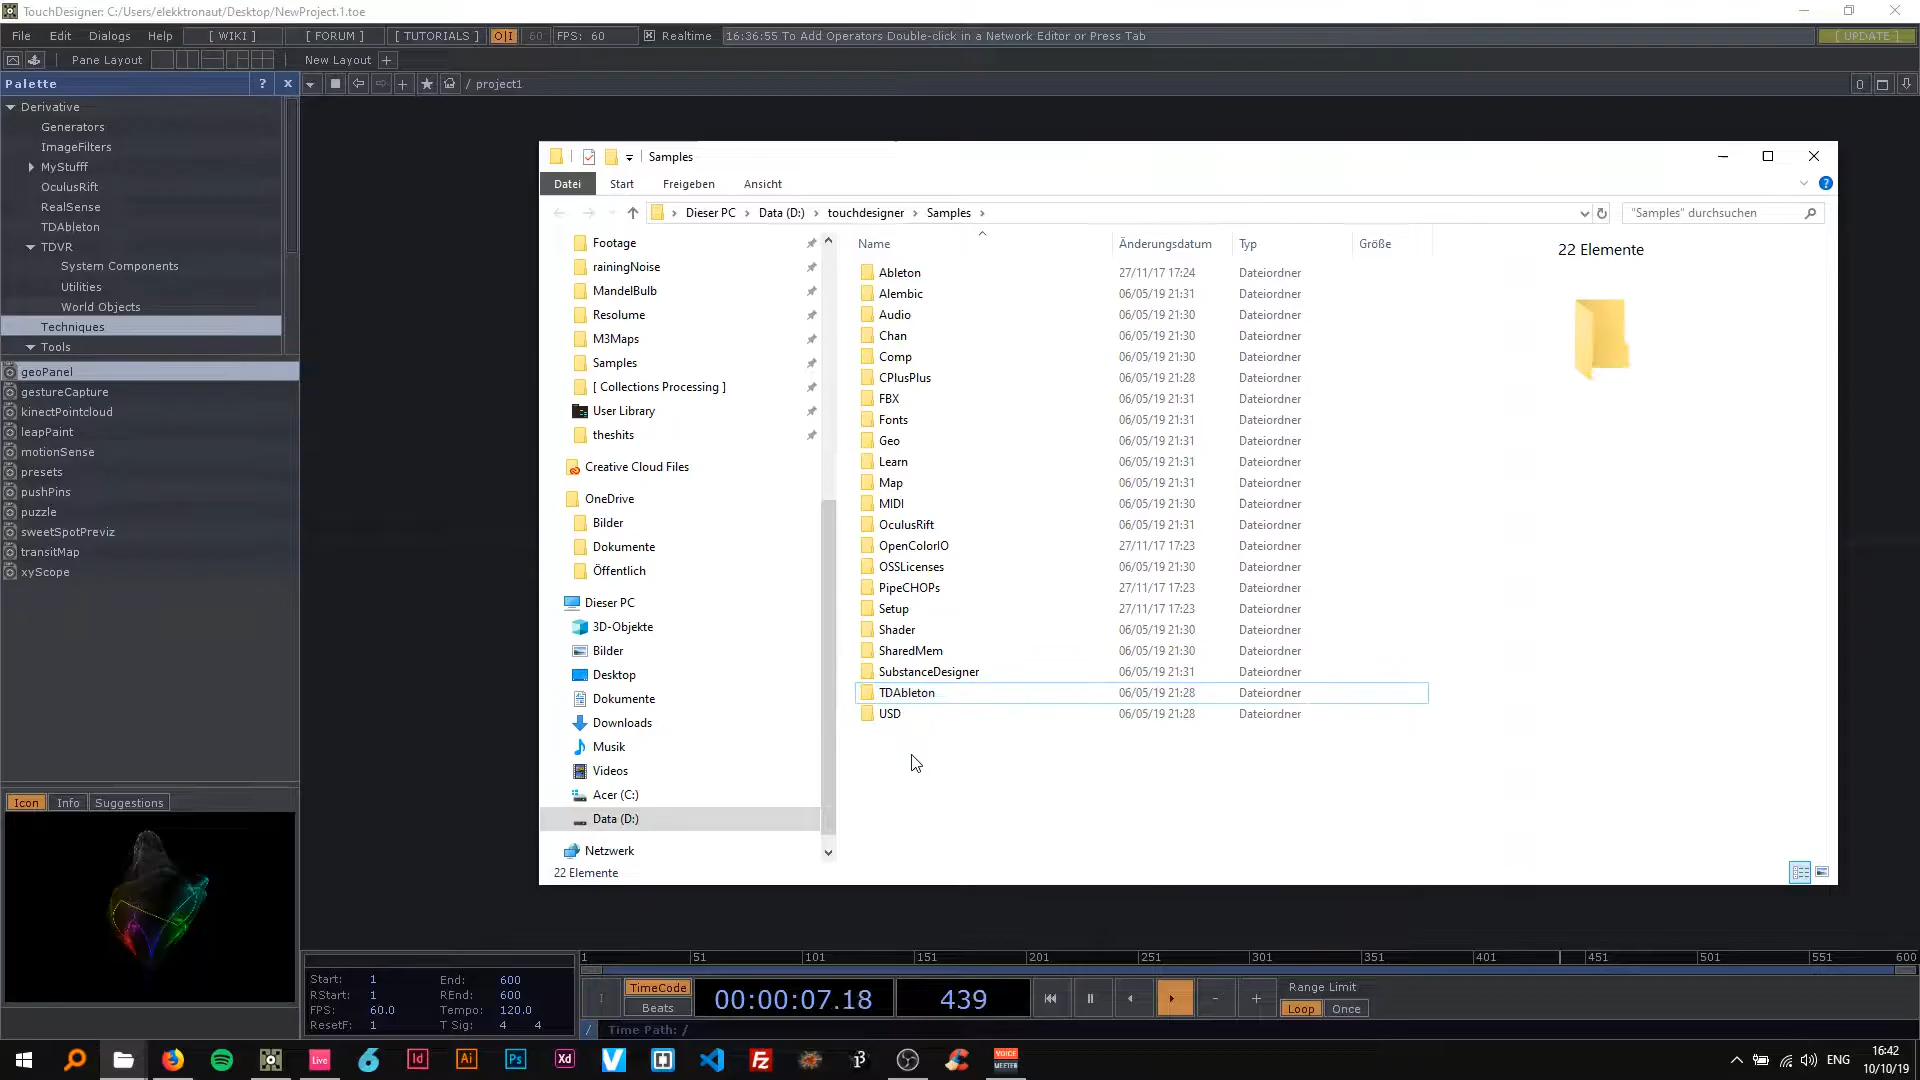 TouchDesigner: C:/Users/elekktronaut/Desktop/NewProject.1.toe
File Edit Dialogs Help [ WIKI ] [ FORUM ] [ TUTORIALS ] O|I 60 FPS: 60 Realtime 16:36:55 To Add Operators Double-click in a Network Editor or Press Tab [ UPDATE ]
Pane Layout New Layout +
Palette ? x / project1
Derivative
Generators
ImageFilters
MyStufff
OculusRift
RealSense
TDAbleton
TDVR
System Components
Utilities
World Objects
Techniques
Tools
geoPanel
gestureCapture
kinectPointcloud
leapPaint
motionSense
presets
pushPins
puzzle
sweetSpotPreviz
transitMap
xyScope
Icon Info Suggestions
Samples
Datei Start Freigeben Ansicht
Dieser PC Data (D:) touchdesigner Samples
"Samples" durchsuchen
Footage
rainingNoise
MandelBulb
Resolume
M3Maps
Samples
[ Collections Processing ]
User Library
theshits
Creative Cloud Files
OneDrive
Bilder
Dokumente
Öffentlich
Dieser PC
3D-Objekte
Bilder
Desktop
Dokumente
Downloads
Musik
Videos
Acer (C:)
Data (D:)
Netzwerk
22 Elemente
Name Änderungsdatum Typ Größe
Ableton 27/11/17 17:24 Dateiordner
Alembic 06/05/19 21:31 Dateiordner
Audio 06/05/19 21:30 Dateiordner
Chan 06/05/19 21:30 Dateiordner
Comp 06/05/19 21:30 Dateiordner
CPlusPlus 06/05/19 21:28 Dateiordner
FBX 06/05/19 21:31 Dateiordner
Fonts 06/05/19 21:31 Dateiordner
Geo 06/05/19 21:31 Dateiordner
Learn 06/05/19 21:31 Dateiordner
Map 06/05/19 21:31 Dateiordner
MIDI 06/05/19 21:30 Dateiordner
OculusRift 06/05/19 21:31 Dateiordner
OpenColorIO 27/11/17 17:23 Dateiordner
OSSLicenses 06/05/19 21:30 Dateiordner
PipeCHOPs 27/11/17 17:23 Dateiordner
Setup 27/11/17 17:23 Dateiordner
Shader 06/05/19 21:30 Dateiordner
SharedMem 06/05/19 21:30 Dateiordner
SubstanceDesigner 06/05/19 21:31 Dateiordner
TDAbleton 06/05/19 21:28 Dateiordner
USD 06/05/19 21:28 Dateiordner
22 Elemente
1 51 101 151 201 251 301 351 401 451 501 551 600
Start: 1 End: 600
RStart: 1 REnd: 600
FPS: 60.0 Tempo: 120.0
ResetF: 1 T Sig: 4 4
TimeCode
Beats
00:00:07.18 439
Range Limit
Loop Once
/ Time Path: /
Live Id Ai Ps Xd VOICE MEETER
ENG
16:42
10/10/19